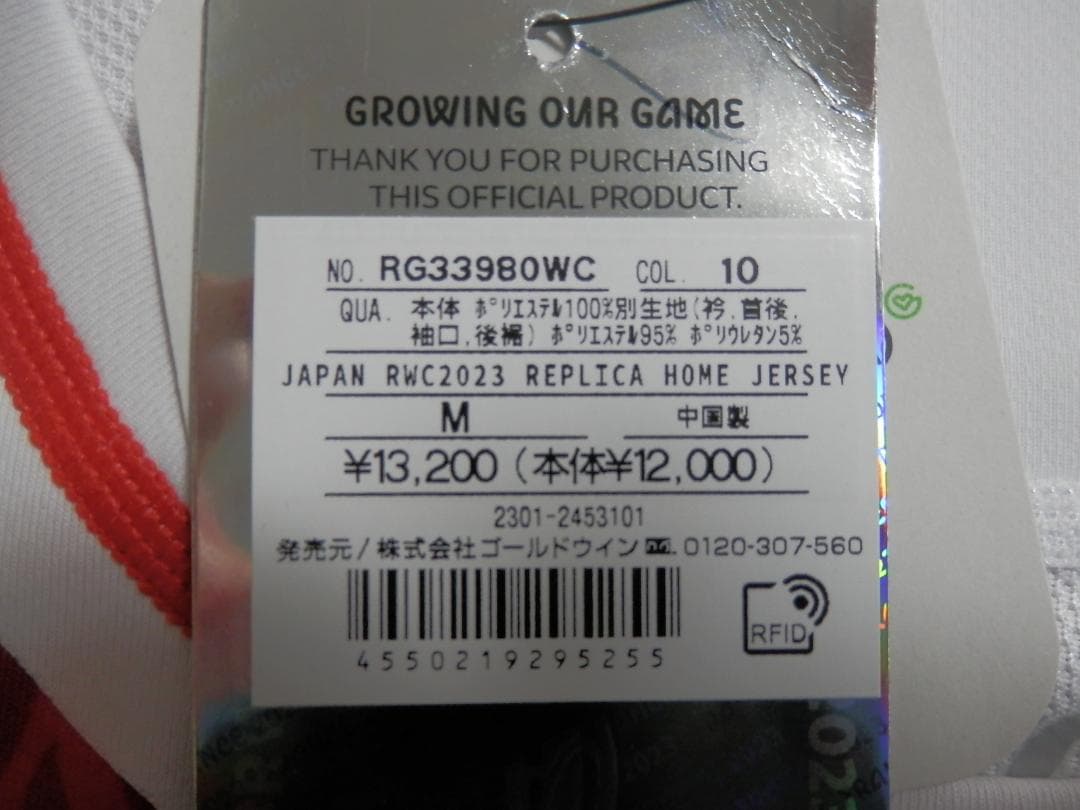 GROWING OUR GAME
THANK YOU FOR PURCHASING
THIS OFFICIAL PRODUCT.
NO. RG33980WC COL. 10
QUA. 本体 ﾎﾟﾘｴｽﾃﾙ100%別生地(衿,首後,
袖口,後裾) ﾎﾟﾘｴｽﾃﾙ95% ﾎﾟﾘｳﾚﾀﾝ5%
JAPAN RWC2023 REPLICA HOME JERSEY
M 中国製
¥13,200 (本体¥12,000)
2301-2453101
発売元/株式会社ゴールドウイン 0120-307-560
RFID
4550219295255